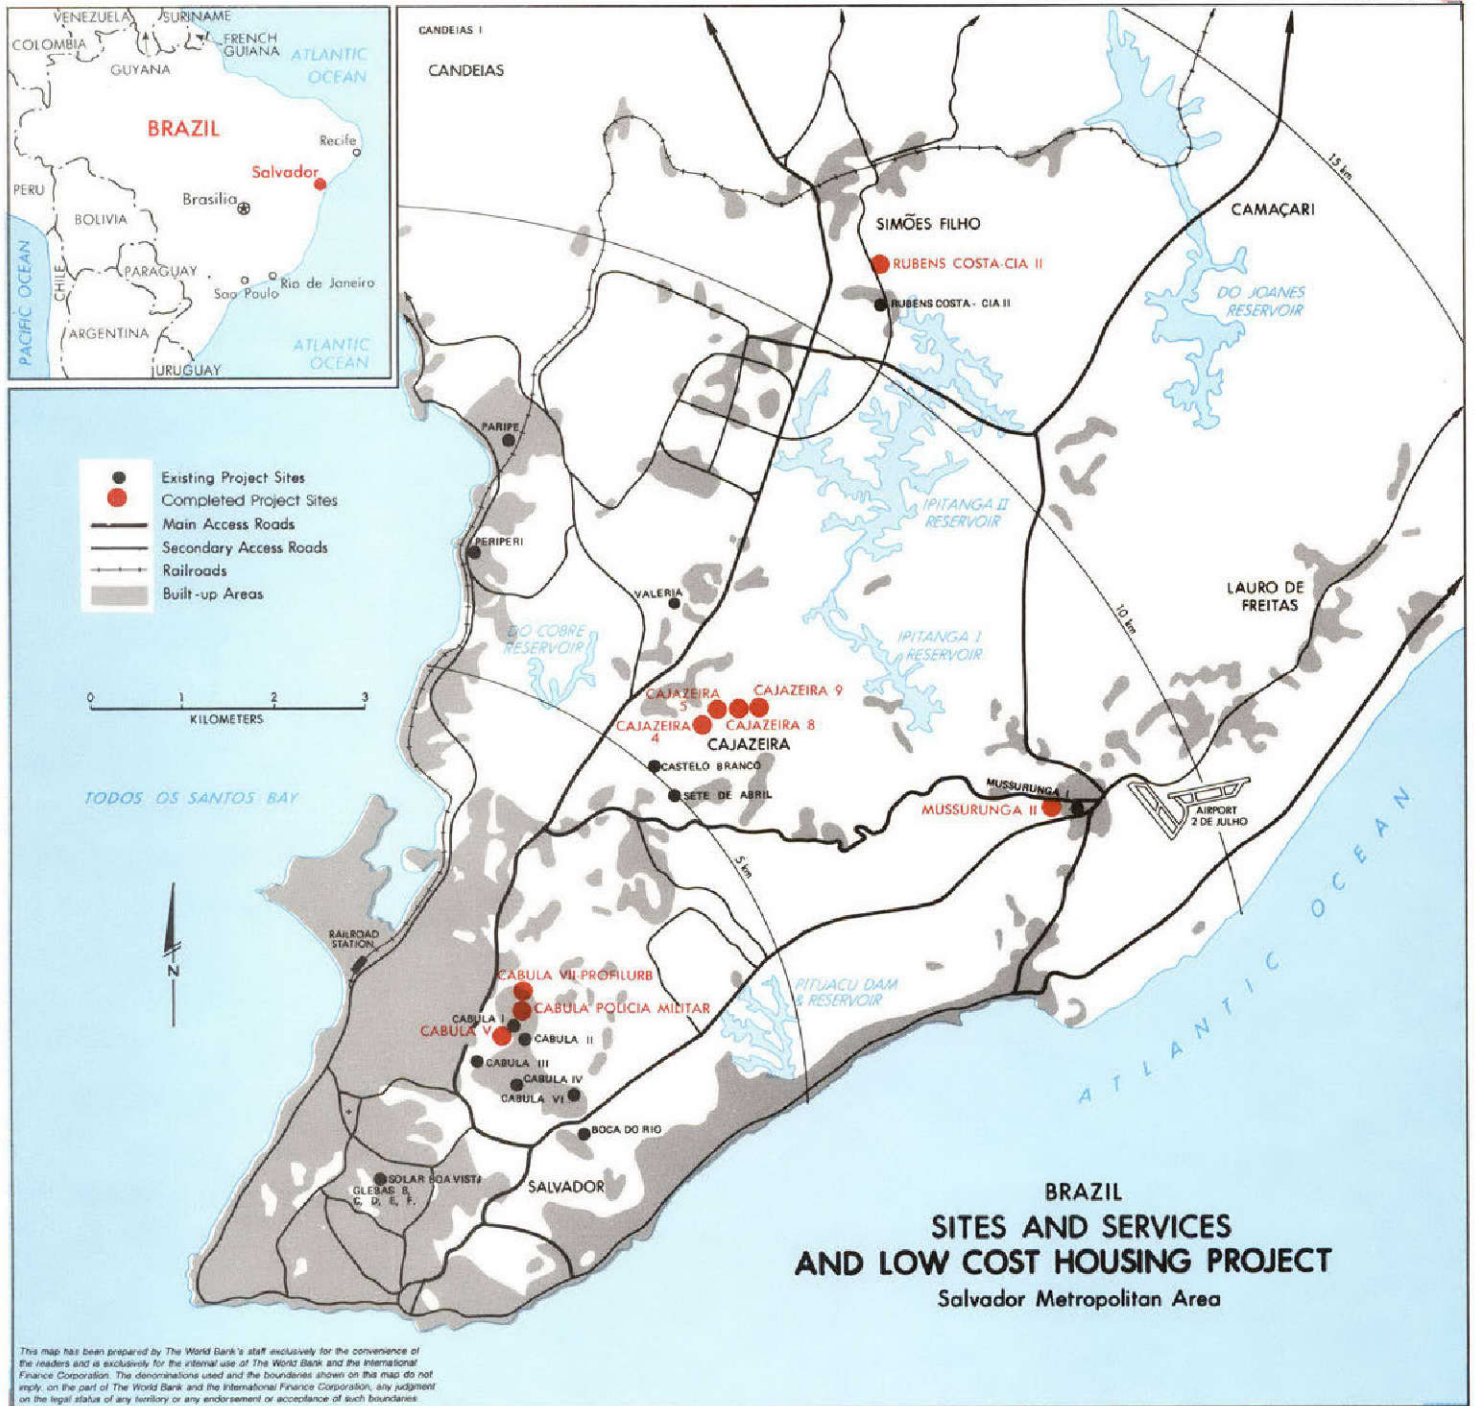 VENEZUELA
SURINAME
COLOMBIA
FRENCH
GUIANA
GUYANA
ATLANTIC
OCEAN
BRAZIL
Recife
Salvador
PERU
Brasilia
BOLIVIA
PACIFIC OCEAN
CHILE
PARAGUAY
Sao Paulo
Rio de Janeiro
ARGENTINA
ATLANTIC
OCEAN
URUGUAY
CANDEIAS I
CANDEIAS
15 km
SIMÕES FILHO
CAMAÇARI
RUBENS COSTA-CIA II
RUBENS COSTA - CIA II
DO JOANES
RESERVOIR
PARIPE
Existing Project Sites
Completed Project Sites
Main Access Roads
Secondary Access Roads
Railroads
Built-up Areas
IPITANGA II
RESERVOIR
PERIPERI
VALERIA
LAURO DE
FREITAS
10 km
DO COBRE
RESERVOIR
IPITANGA I
RESERVOIR
0 1 2 3
KILOMETERS
CAJAZEIRA
5
CAJAZEIRA 9
CAJAZEIRA
4
CAJAZEIRA 8
CAJAZEIRA
CASTELO BRANCO
SETE DE ABRIL
MUSSURUNGA I
MUSSURUNGA II
AIRPORT
2 DE JULHO
TODOS OS SANTOS BAY
5 km
ATLANTIC OCEAN
N
RAILROAD
STATION
CABULA VII-PROFILURB
CABULA POLICIA MILITAR
CABULA I
CABULA V
CABULA II
CABULA III
CABULA IV
CABULA VI
PITUACU DAM
& RESERVOIR
BOCA DO RIO
SOLAR BOA VISTA
GLEBAS B,
C, D, E, F.
SALVADOR
BRAZIL
SITES AND SERVICES
AND LOW COST HOUSING PROJECT
Salvador Metropolitan Area
This map has been prepared by The World Bank's staff exclusively for the convenience of
the readers and is exclusively for the internal use of The World Bank and the International
Finance Corporation. The denominations used and the boundaries shown on this map do not
imply, on the part of The World Bank and the International Finance Corporation, any judgment
on the legal status of any territory or any endorsement or acceptance of such boundaries.